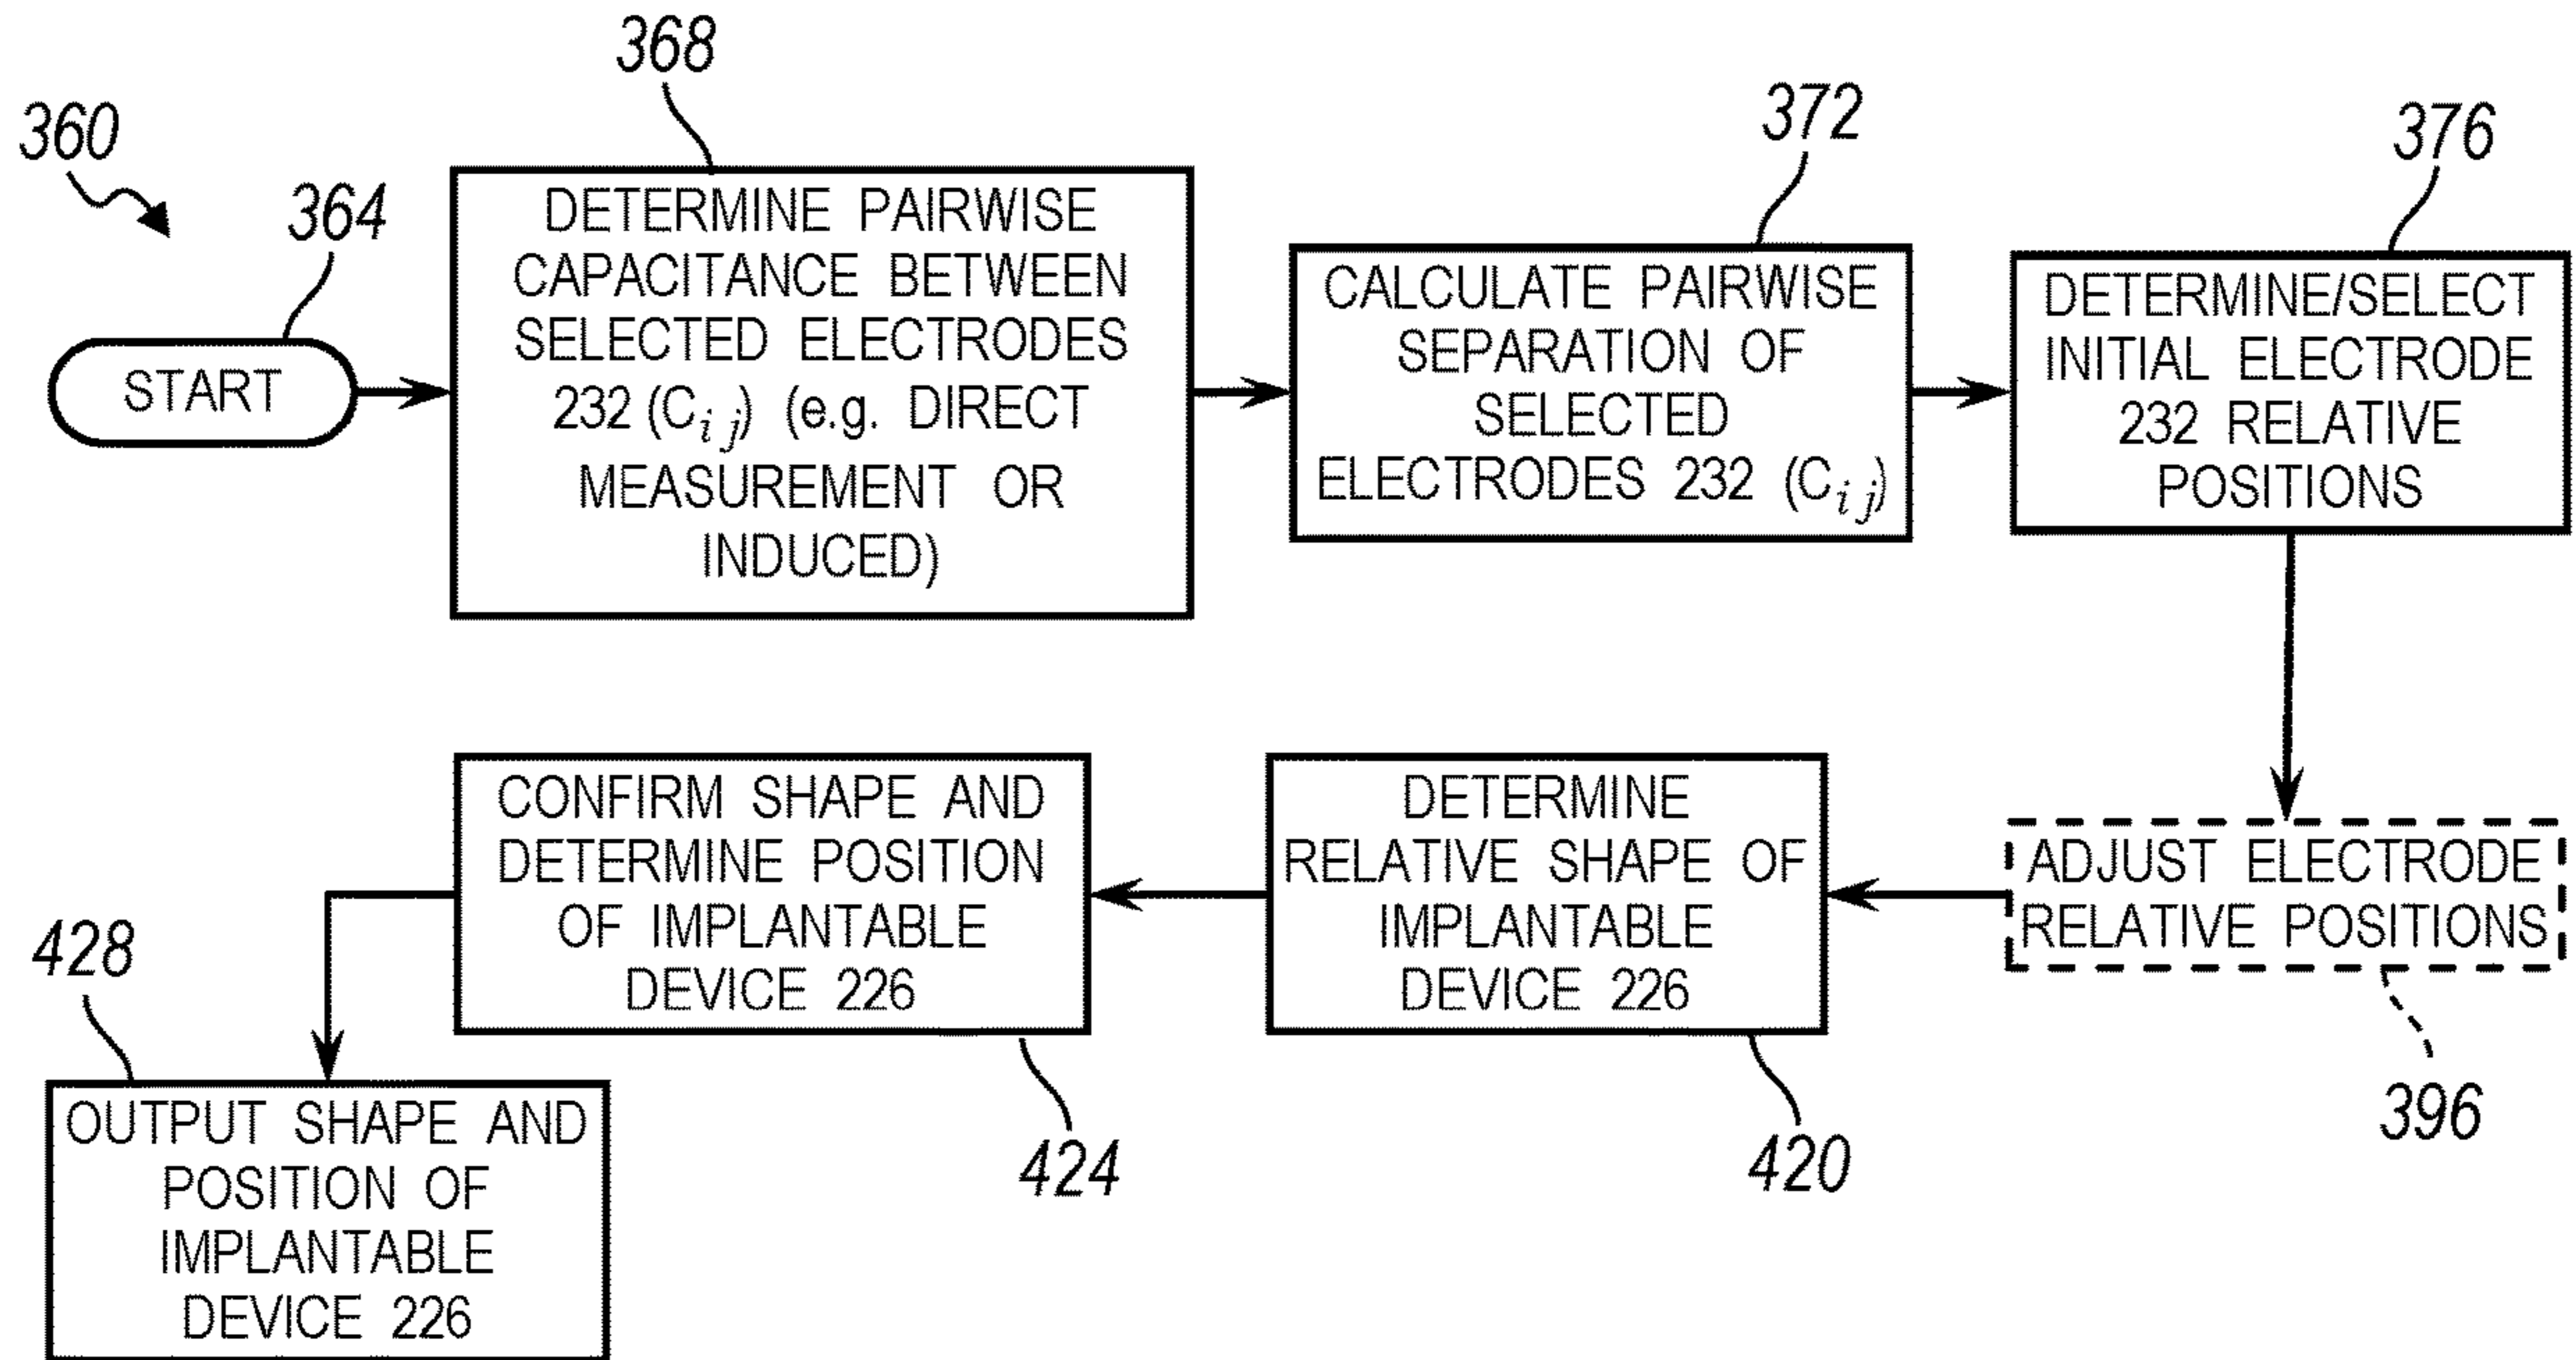 360
364
START
368
DETERMINE PAIRWISE
CAPACITANCE BETWEEN
SELECTED ELECTRODES
232 (C_{i j}) (e.g. DIRECT
MEASUREMENT OR
INDUCED)
372
CALCULATE PAIRWISE
SEPARATION OF
SELECTED
ELECTRODES 232 (C_{i j})
376
DETERMINE/SELECT
INITIAL ELECTRODE
232 RELATIVE
POSITIONS
ADJUST ELECTRODE
RELATIVE POSITIONS
396
DETERMINE
RELATIVE SHAPE OF
IMPLANTABLE
DEVICE 226
420
CONFIRM SHAPE AND
DETERMINE POSITION
OF IMPLANTABLE
DEVICE 226
424
428
OUTPUT SHAPE AND
POSITION OF
IMPLANTABLE
DEVICE 226